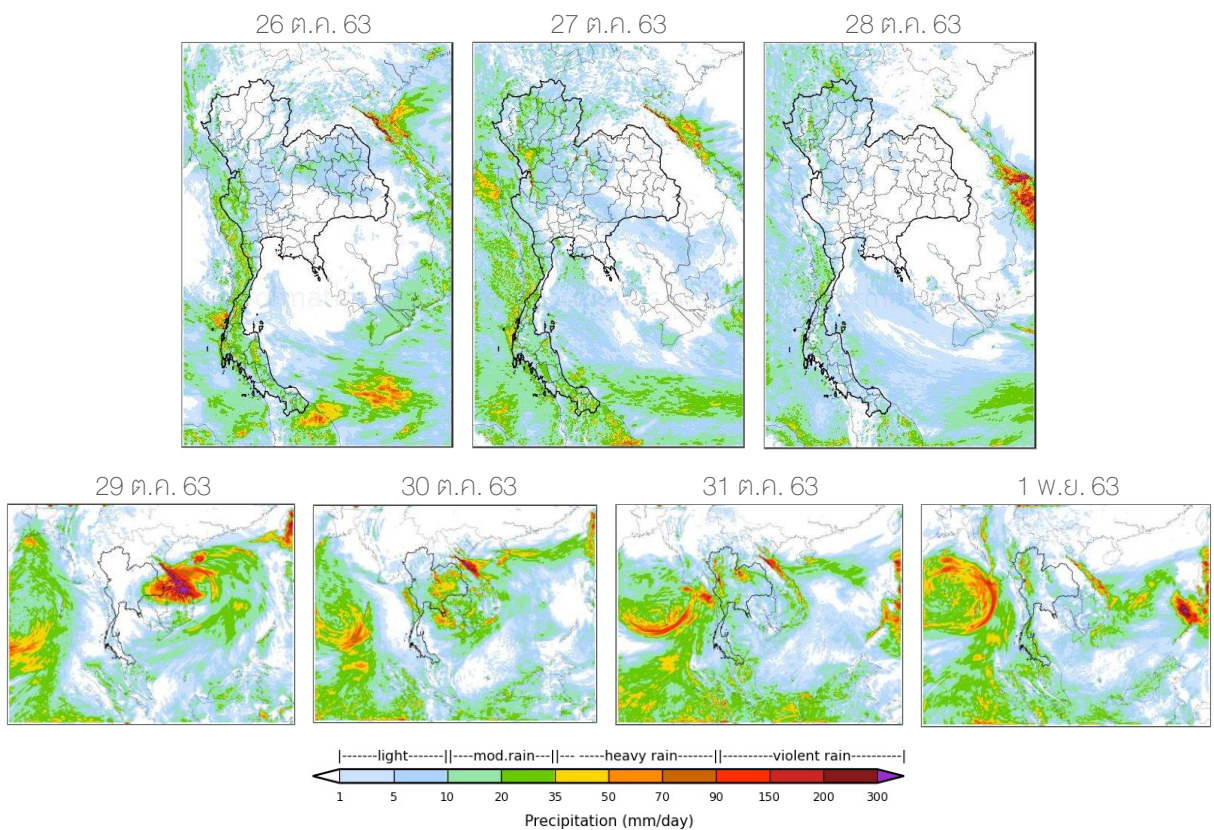 26 ต.ค. 63
27 ต.ค. 63
28 ต.ค. 63
29 ต.ค. 63
30 ต.ค. 63
31 ต.ค. 63
1 พ.ย. 63
|------light-------||----mod.rain---||--- ----heavy rain-------||---------violent rain----------|
1 5 10 20 35 50 70 90 150 200 300
Precipitation (mm/day)